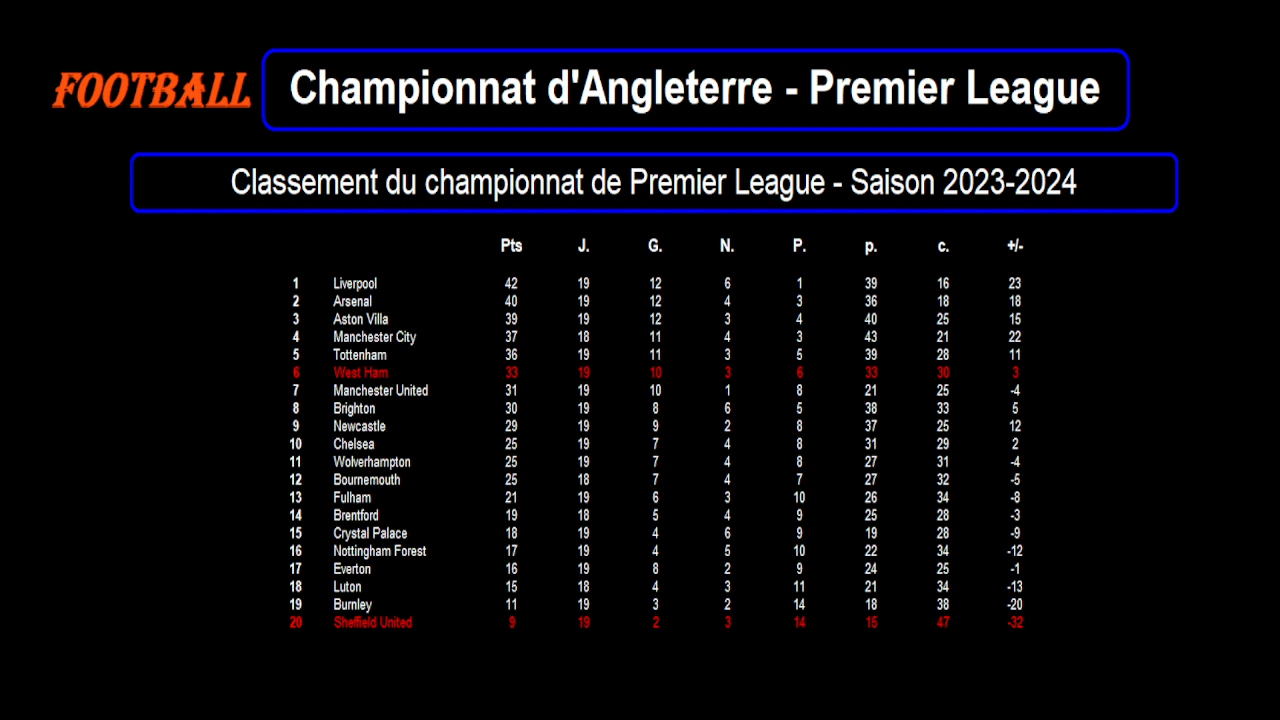 FOOTBALL Championnat d'Angleterre - Premier League
Classement du championnat de Premier League - Saison 2023-2024
Pts J. G. N. P. p. c. +/-
1 Liverpool 42 19 12 6 1 39 16 23
2 Arsenal 40 19 12 4 3 36 18 18
3 Aston Villa 39 19 12 3 4 40 25 15
4 Manchester City 37 18 11 4 3 43 21 22
5 Tottenham 36 19 11 3 5 39 28 11
6 West Ham 33 19 10 3 6 33 30 3
7 Manchester United 31 19 10 1 8 21 25 -4
8 Brighton 30 19 8 6 5 38 33 5
9 Newcastle 29 19 9 2 8 37 25 12
10 Chelsea 25 19 7 4 8 31 29 2
11 Wolverhampton 25 19 7 4 8 27 31 -4
12 Bournemouth 25 18 7 4 7 27 32 -5
13 Fulham 21 19 6 3 10 26 34 -8
14 Brentford 19 18 5 4 9 25 28 -3
15 Crystal Palace 18 19 4 6 9 19 28 -9
16 Nottingham Forest 17 19 4 5 10 22 34 -12
17 Everton 16 19 8 2 9 24 25 -1
18 Luton 15 18 4 3 11 21 34 -13
19 Burnley 11 19 3 2 14 18 38 -20
20 Sheffield United 9 19 2 3 14 15 47 -32